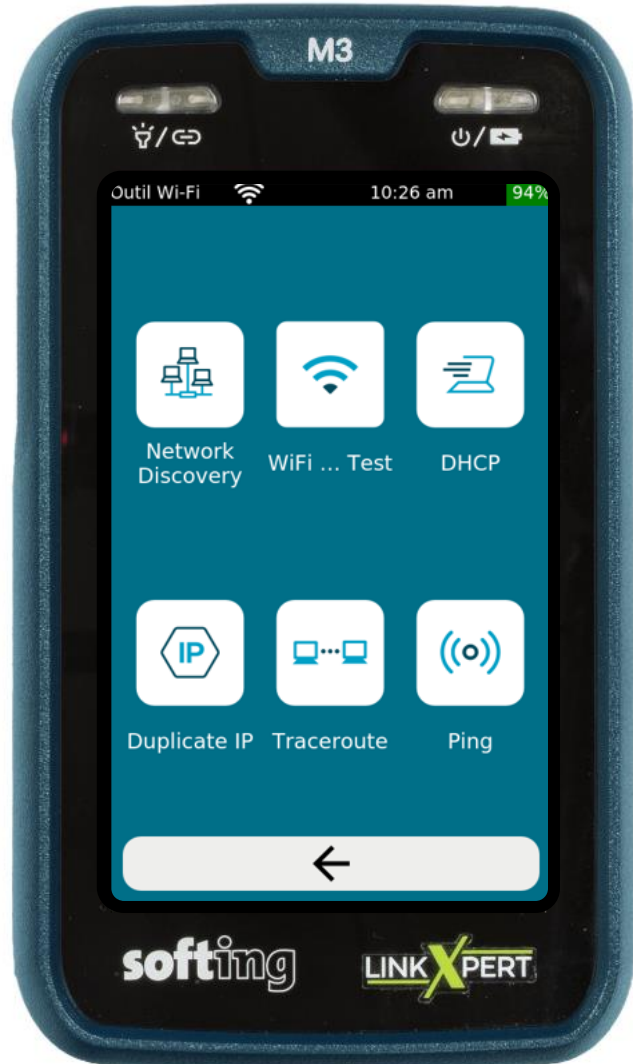 M3
Outil Wi-Fi 10:26 am 94%
Network
Discovery
WiFi ... Test
DHCP
IP
Duplicate IP
Traceroute
Ping
softing
LINKXPERT